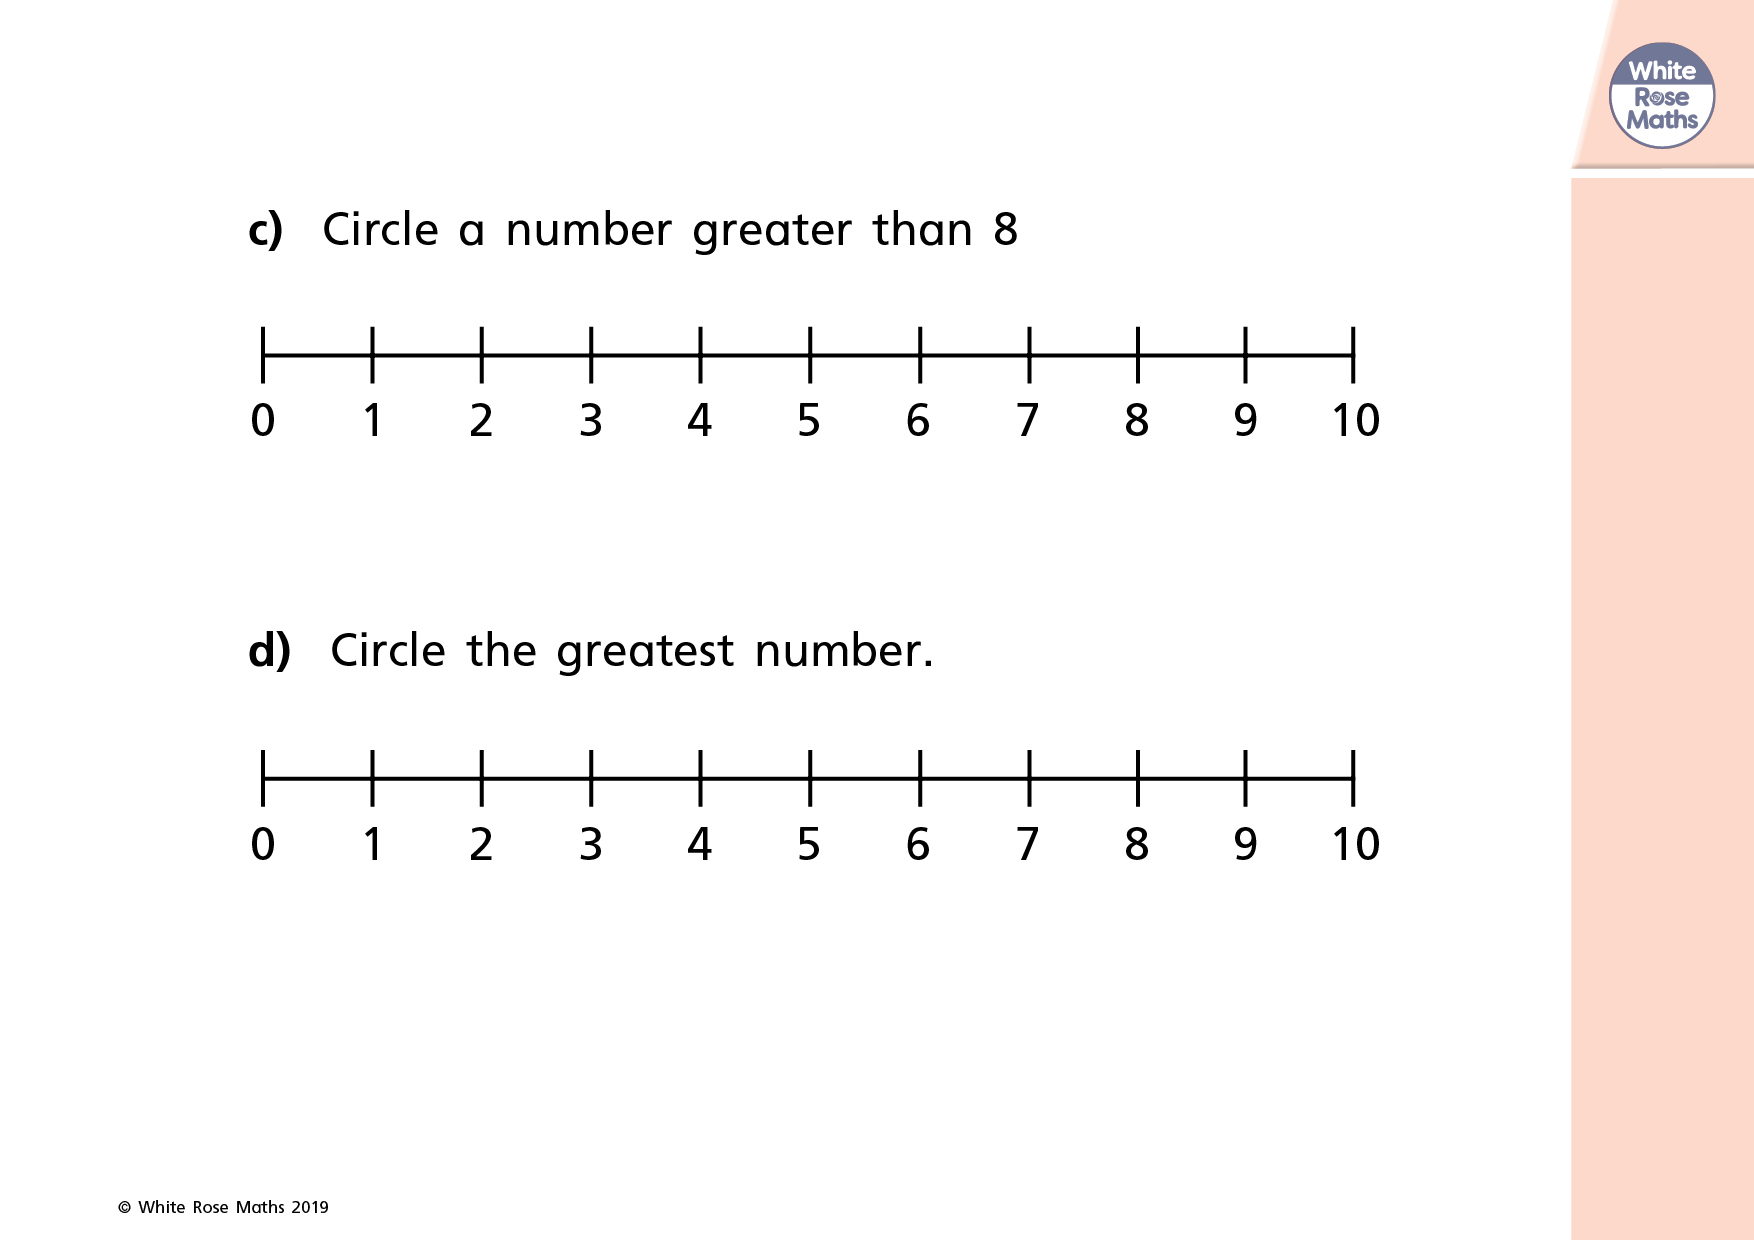 White
Rose
Maths
c) Circle a number greater than 8
0 1 2 3 4 5 6 7 8 9 10
d) Circle the greatest number.
0 1 2 3 4 5 6 7 8 9 10
© White Rose Maths 2019